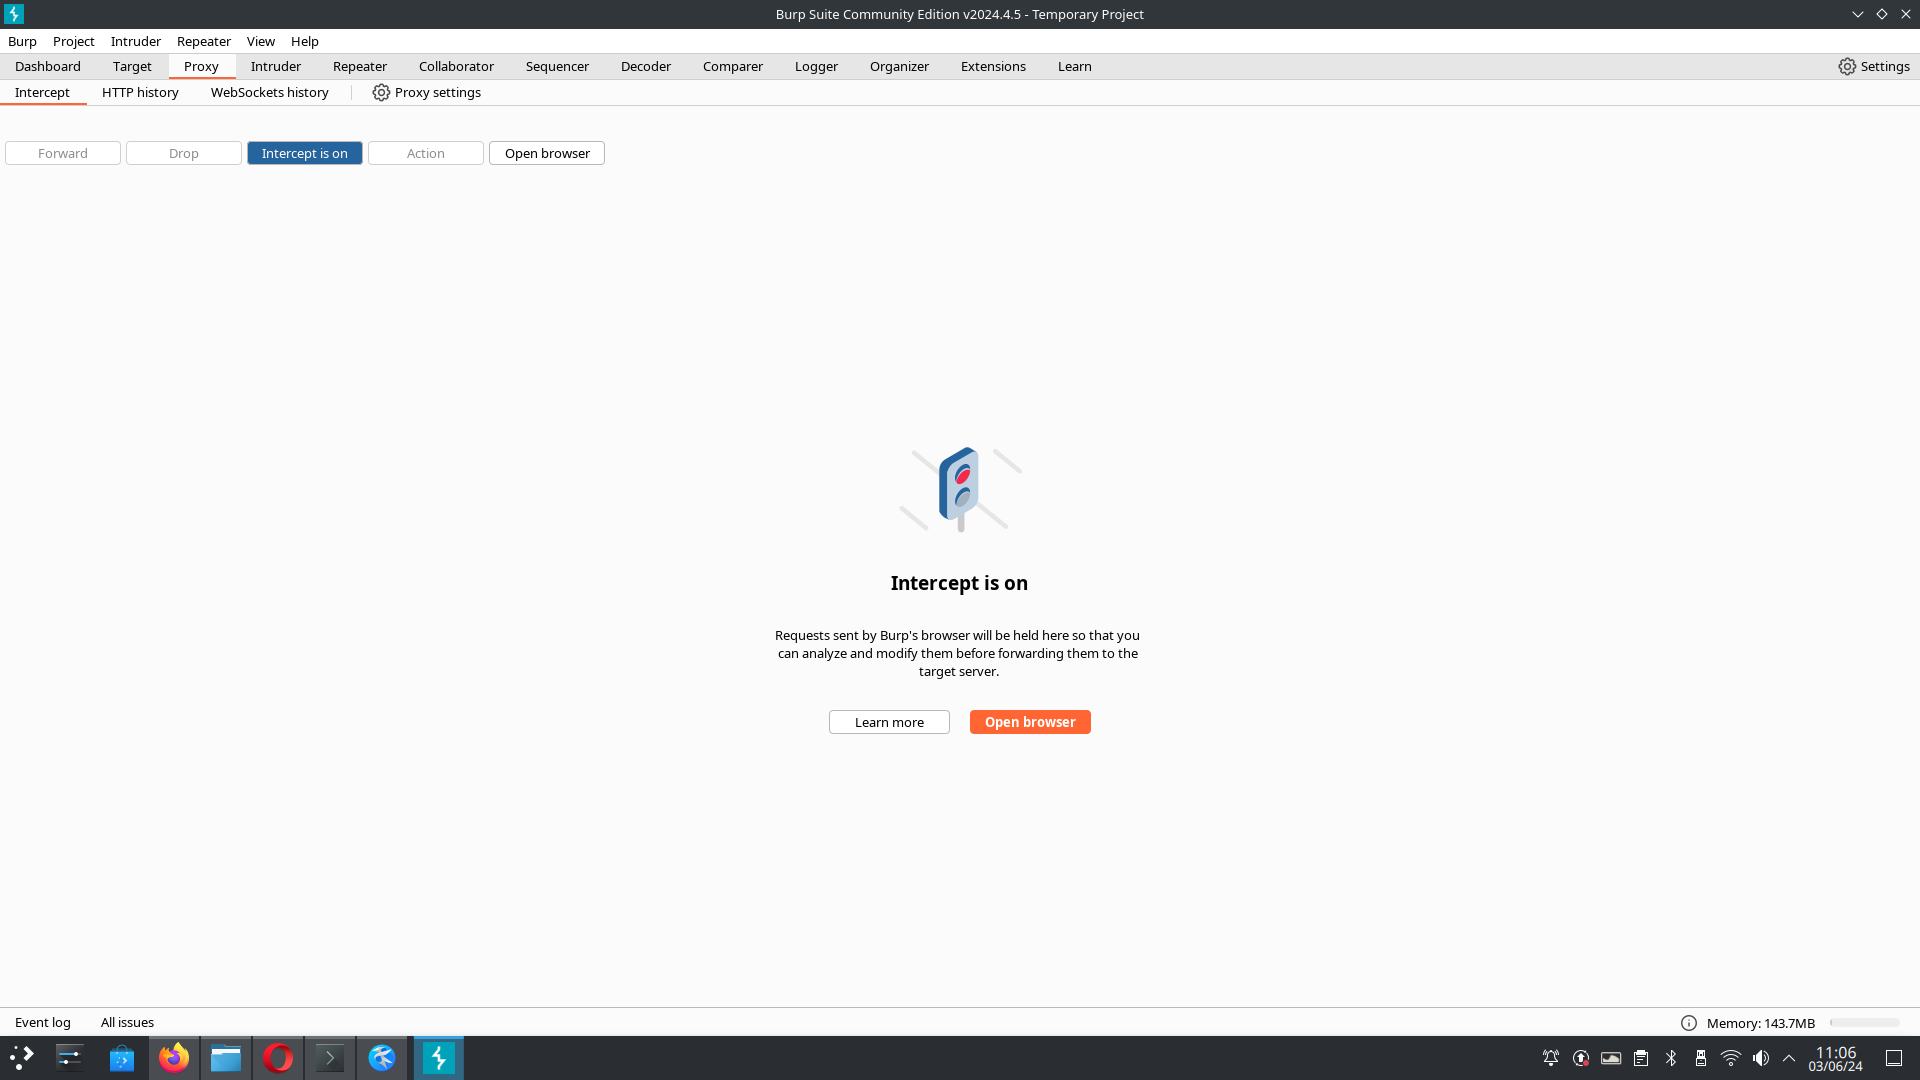 Burp Suite Community Edition v2024.4.5 - Temporary Project
Burp Project Intruder Repeater View Help
Dashboard Target Proxy Intruder Repeater Collaborator Sequencer Decoder Comparer Logger Organizer Extensions Learn Settings
Intercept HTTP history WebSockets history Proxy settings
Forward Drop Intercept is on Action Open browser
Intercept is on
Requests sent by Burp's browser will be held here so that you
can analyze and modify them before forwarding them to the
target server.
Learn more Open browser
Event log All issues Memory: 143.7MB
11:06
03/06/24